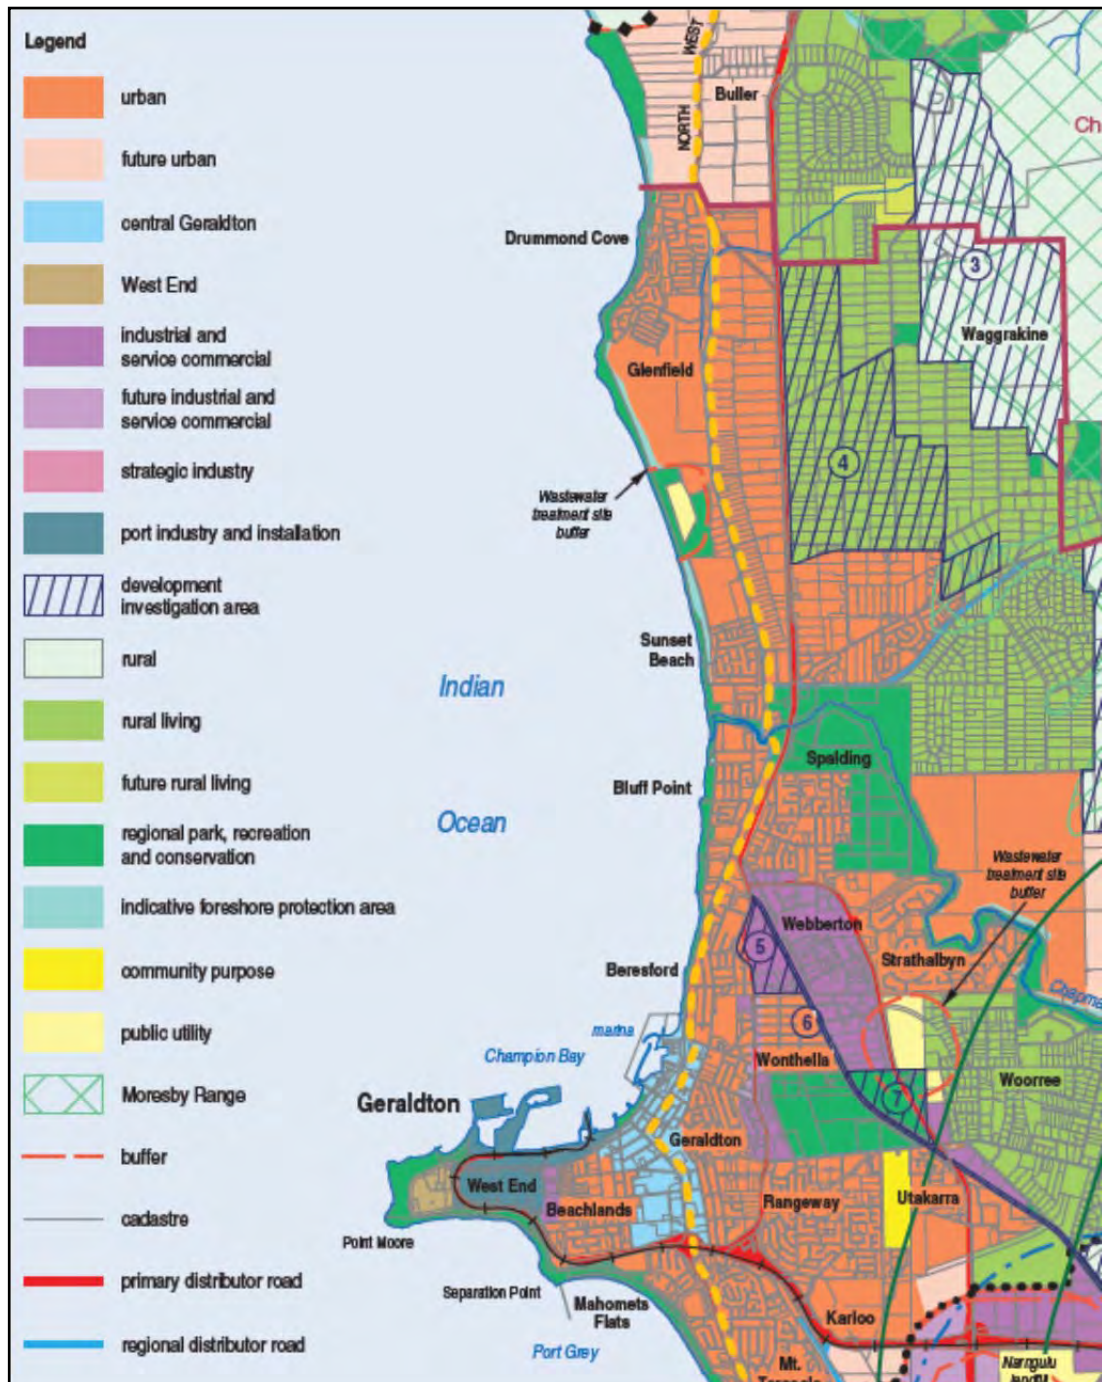 Legend
urban
future urban
central Geraldton
West End
industrial and
service commercial
future industrial and
service commercial
strategic industry
port industry and installation
development
investigation area
rural
rural living
future rural living
regional park, recreation
and conservation
indicative foreshore protection area
community purpose
public utility
Moresby Range
buffer
cadastre
primary distributor road
regional distributor road
NORTH WEST
Buller
Ch
Drummond Cove
3
Waggrakine
Glenfield
4
Wastewater
treatment site
buffer
Sunset
Beach
Indian
Ocean
Spalding
Bluff Point
Wastewater
treatment site
buffer
Webberton
5
Strathalbyn
Beresford
Chapma
6
marina
Champion Bay
Wonthella
Woorree
7
Geraldton
Geraldton
West End
Beachlands
Rangeway
Utakarra
Point Moore
Separation Point
Mahomets
Flats
Karloo
Port Grey
Mt.
Narngulu
landfill